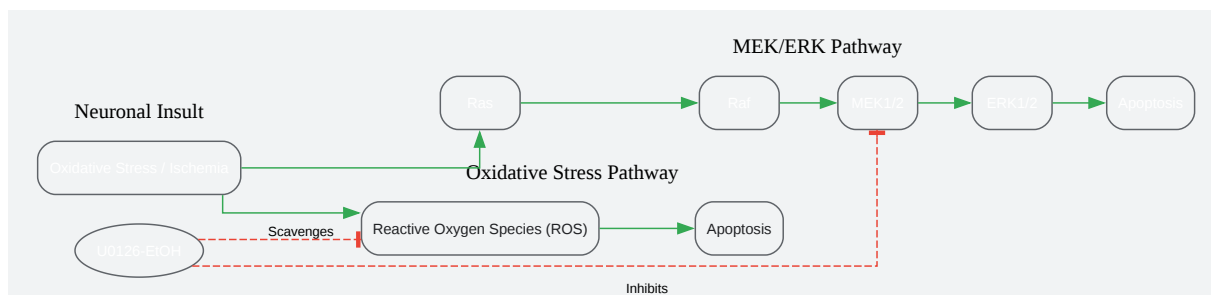 MEK/ERK Pathway
Ras
Raf
MEK1/2
ERK1/2
Apoptosis
Neuronal Insult
Oxidative Stress / Ischemia
Oxidative Stress Pathway
Reactive Oxygen Species (ROS)
Apoptosis
Scavenges
U0126-EtOH
Inhibits